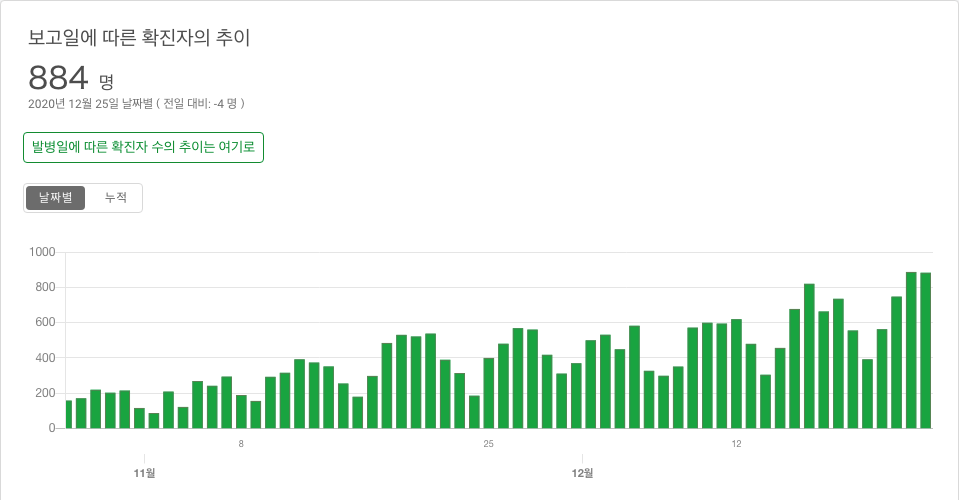 보고일에 따른 확진자의 추이
884 명
2020년 12월 25일 날짜별 ( 전일 대비: -4 명 )
발병일에 따른 확진자 수의 추이는 여기로
날짜별 누적
1000
800
600
400
200
0
8 25 12
11월 12월